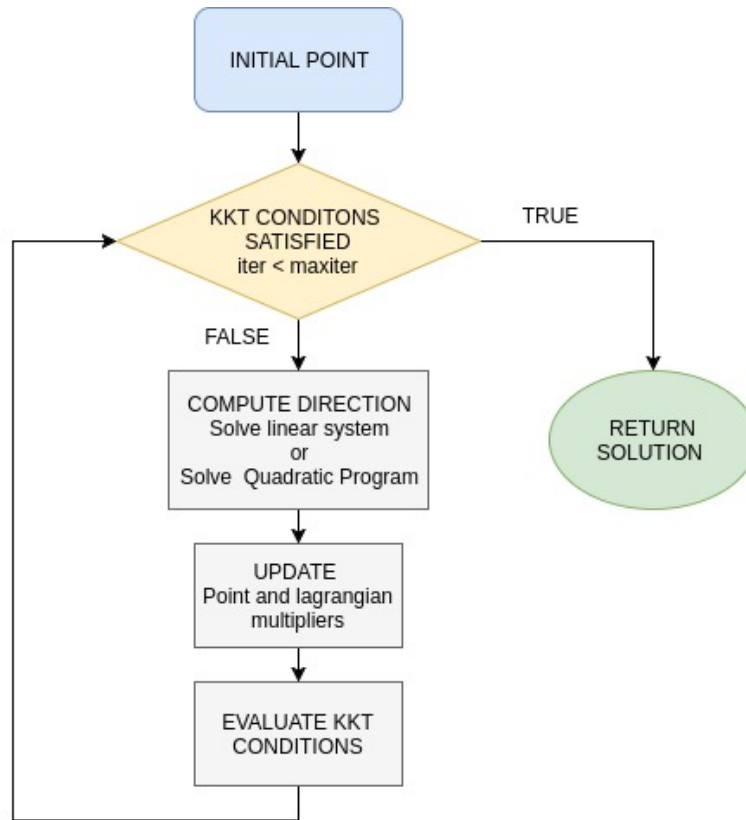 INITIAL POINT
KKT CONDITONS
SATISFIED
iter < maxiter
TRUE
FALSE
COMPUTE DIRECTION
Solve linear system
or
Solve Quadratic Program
RETURN
SOLUTION
UPDATE
Point and lagrangian
multipliers
EVALUATE KKT
CONDITIONS